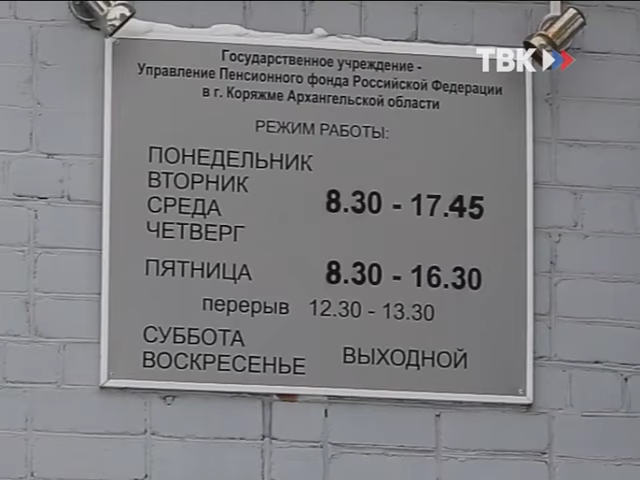 ТВК
Государственное учреждение -
Управление Пенсионного фонда Российской Федерации
в г. Коряжме Архангельской области
РЕЖИМ РАБОТЫ:
ПОНЕДЕЛЬНИК
ВТОРНИК
СРЕДА
ЧЕТВЕРГ
8.30 - 17.45
ПЯТНИЦА 8.30 - 16.30
перерыв 12.30 - 13.30
СУББОТА
ВОСКРЕСЕНЬЕ
ВЫХОДНОЙ